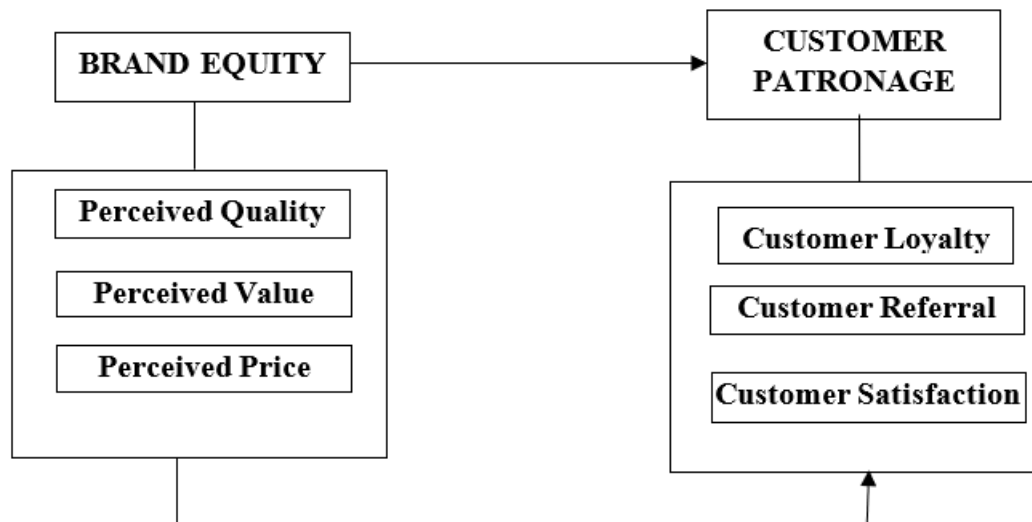 BRAND EQUITY
CUSTOMER
PATRONAGE
Perceived Quality
Perceived Value
Perceived Price
Customer Loyalty
Customer Referral
Customer Satisfaction